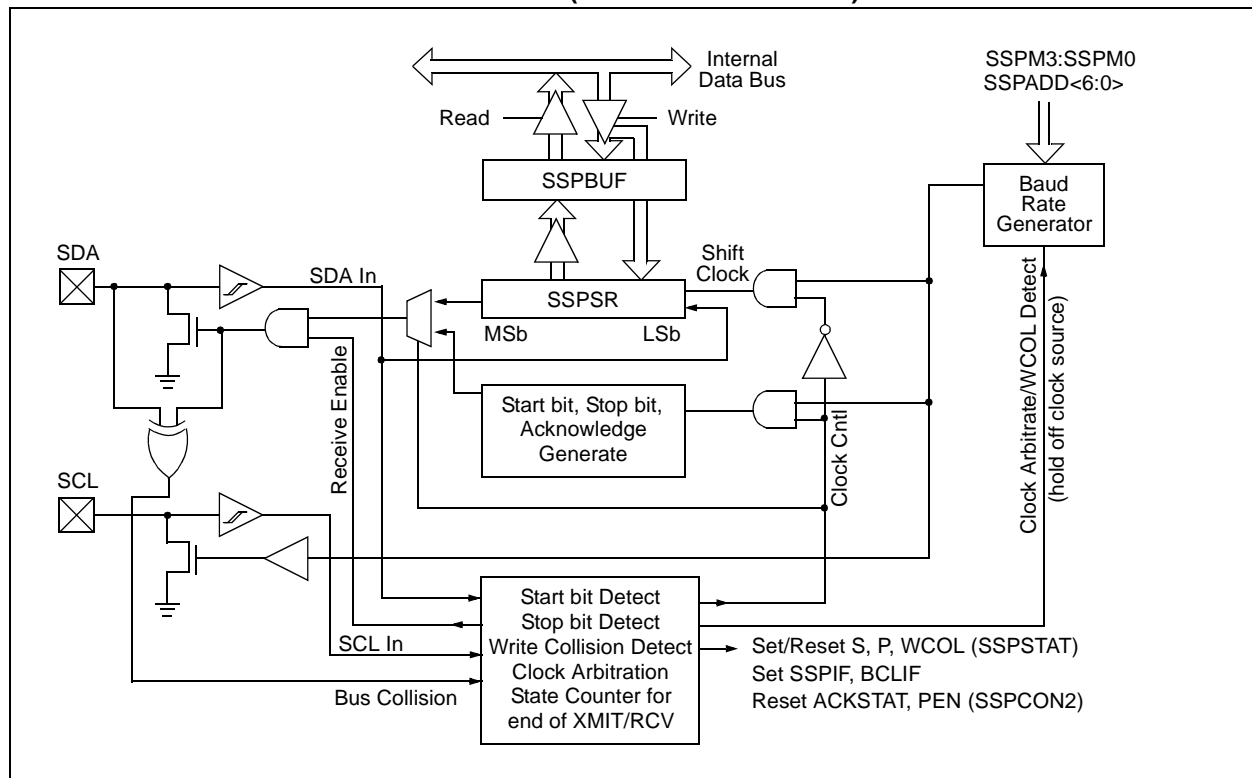 Internal
Data Bus
SSPM3:SSPM0
SSPADD<6:0>
Read
Write
SSPBUF
Baud
Rate
Generator
SDA
SDA In
Shift
Clock
SSPSR
MSb
LSb
Receive Enable
Start bit, Stop bit,
Acknowledge
Generate
Clock Cntl
Clock Arbitrate/WCOL Detect
(hold off clock source)
SCL
SCL In
Bus Collision
Start bit Detect
Stop bit Detect
Write Collision Detect
Clock Arbitration
State Counter for
end of XMIT/RCV
Set/Reset S, P, WCOL (SSPSTAT)
Set SSPIF, BCLIF
Reset ACKSTAT, PEN (SSPCON2)